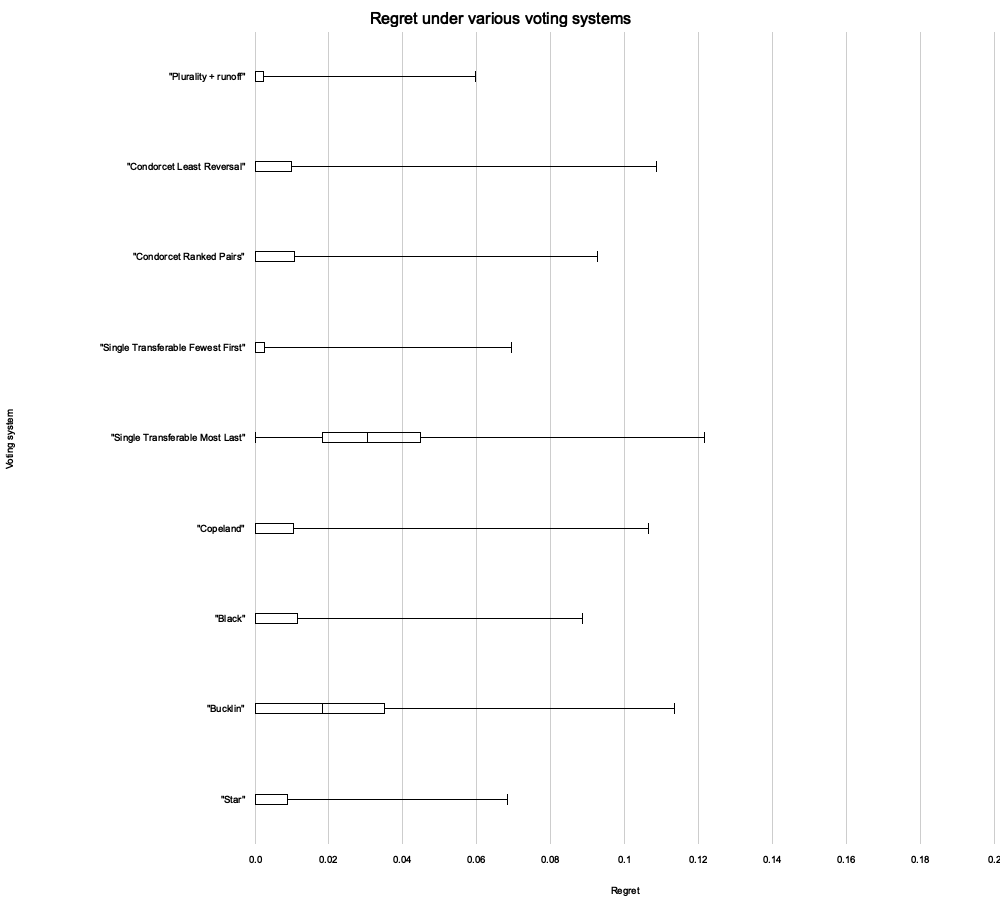 Regret under various voting systems
"Plurality + runoff"
"Condorcet Least Reversal"
"Condorcet Ranked Pairs"
"Single Transferable Fewest First"
"Single Transferable Most Last"
"Copeland"
"Black"
"Bucklin"
"Star"
Voting system
0.0 0.02 0.04 0.06 0.08 0.1 0.12 0.14 0.16 0.18 0.2
Regret